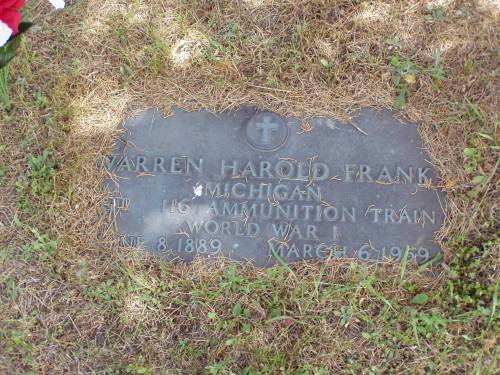 WARREN HAROLD FRANK
MICHIGAN
116 AMMUNITION TRAIN
WORLD WAR I
8 1889 MARCH 6 1959